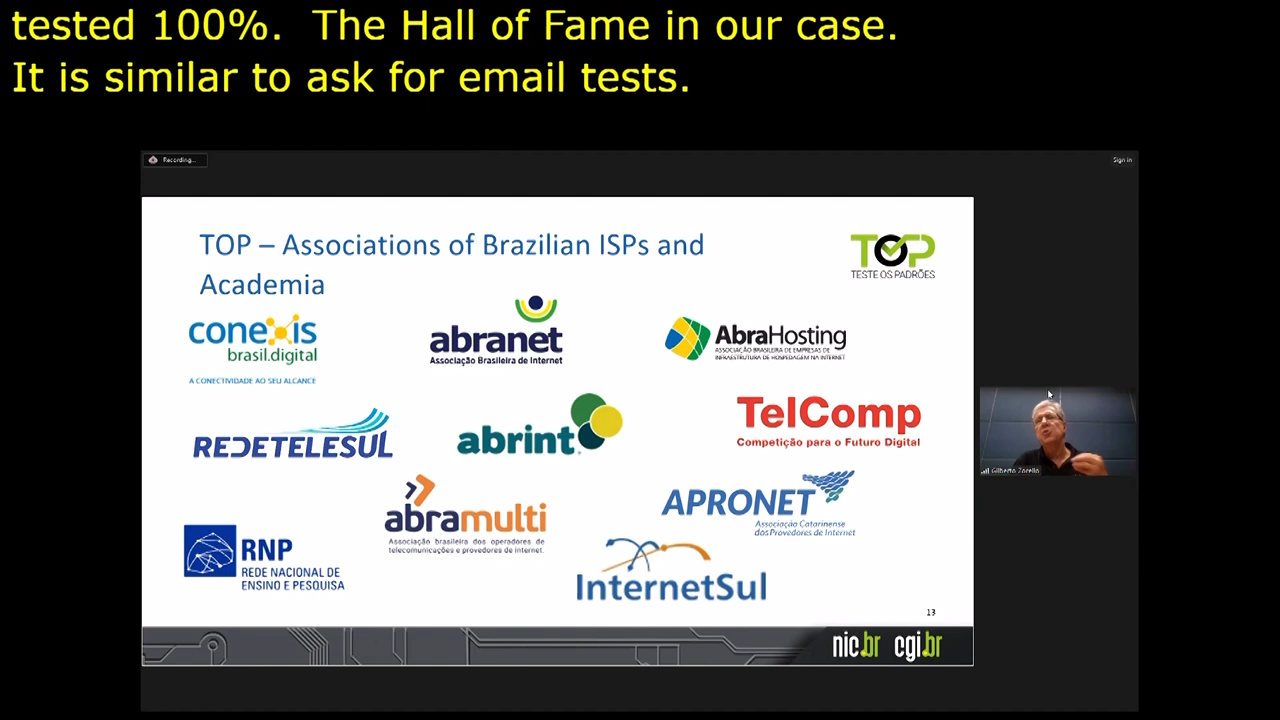 tested 100%.  The Hall of Fame in our case.
It is similar to ask for email tests.
Recording...
Sign in
TOP – Associations of Brazilian ISPs and
Academia
TOP
TESTE OS PADRÕES
conexis
brasil.digital
A CONECTIVIDADE AO SEU ALCANCE
abranet
Associação Brasileira de Internet
AbraHosting
ASSOCIAÇÃO BRASILEIRA DE EMPRESAS DE
INFRAESTRUTURA DE HOSPEDAGEM NA INTERNET
REDETELESUL
abrint
TelComp
Competição para o Futuro Digital
Gilberto Zorello
abramulti
Associação brasileira dos operadores de
telecomunicações e provedores de internet.
APRONET
Associação Catarinense
dos Provedores de Internet
RNP
REDE NACIONAL DE
ENSINO E PESQUISA
InternetSul
13
nic.br cgi.br